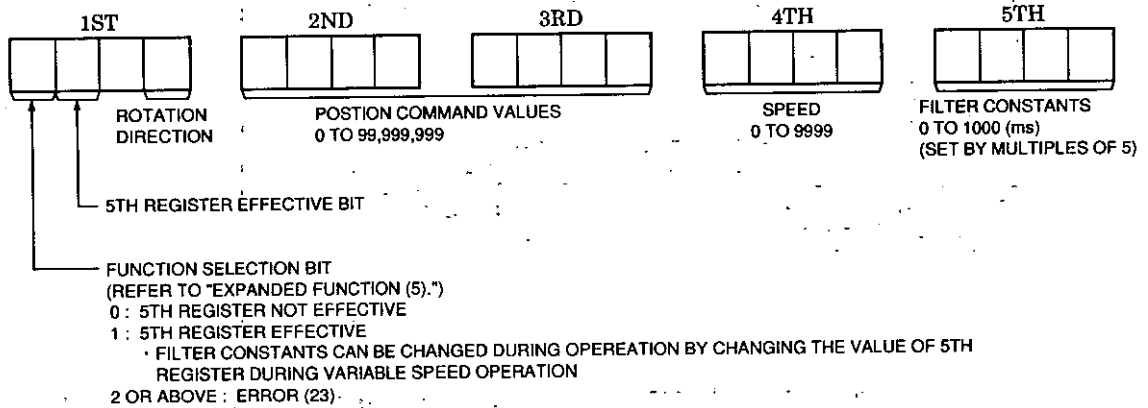 1ST 2ND 3RD 4TH 5TH
ROTATION
DIRECTION
POSTION COMMAND VALUES
0 TO 99,999,999
SPEED
0 TO 9999
FILTER CONSTANTS
0 TO 1000 (ms)
(SET BY MULTIPLES OF 5)
5TH REGISTER EFFECTIVE BIT
FUNCTION SELECTION BIT
(REFER TO "EXPANDED FUNCTION (5).")
0 : 5TH REGISTER NOT EFFECTIVE
1 : 5TH REGISTER EFFECTIVE
· FILTER CONSTANTS CAN BE CHANGED DURING OPEREATION BY CHANGING THE VALUE OF 5TH
REGISTER DURING VARIABLE SPEED OPERATION
2 OR ABOVE : ERROR (23)